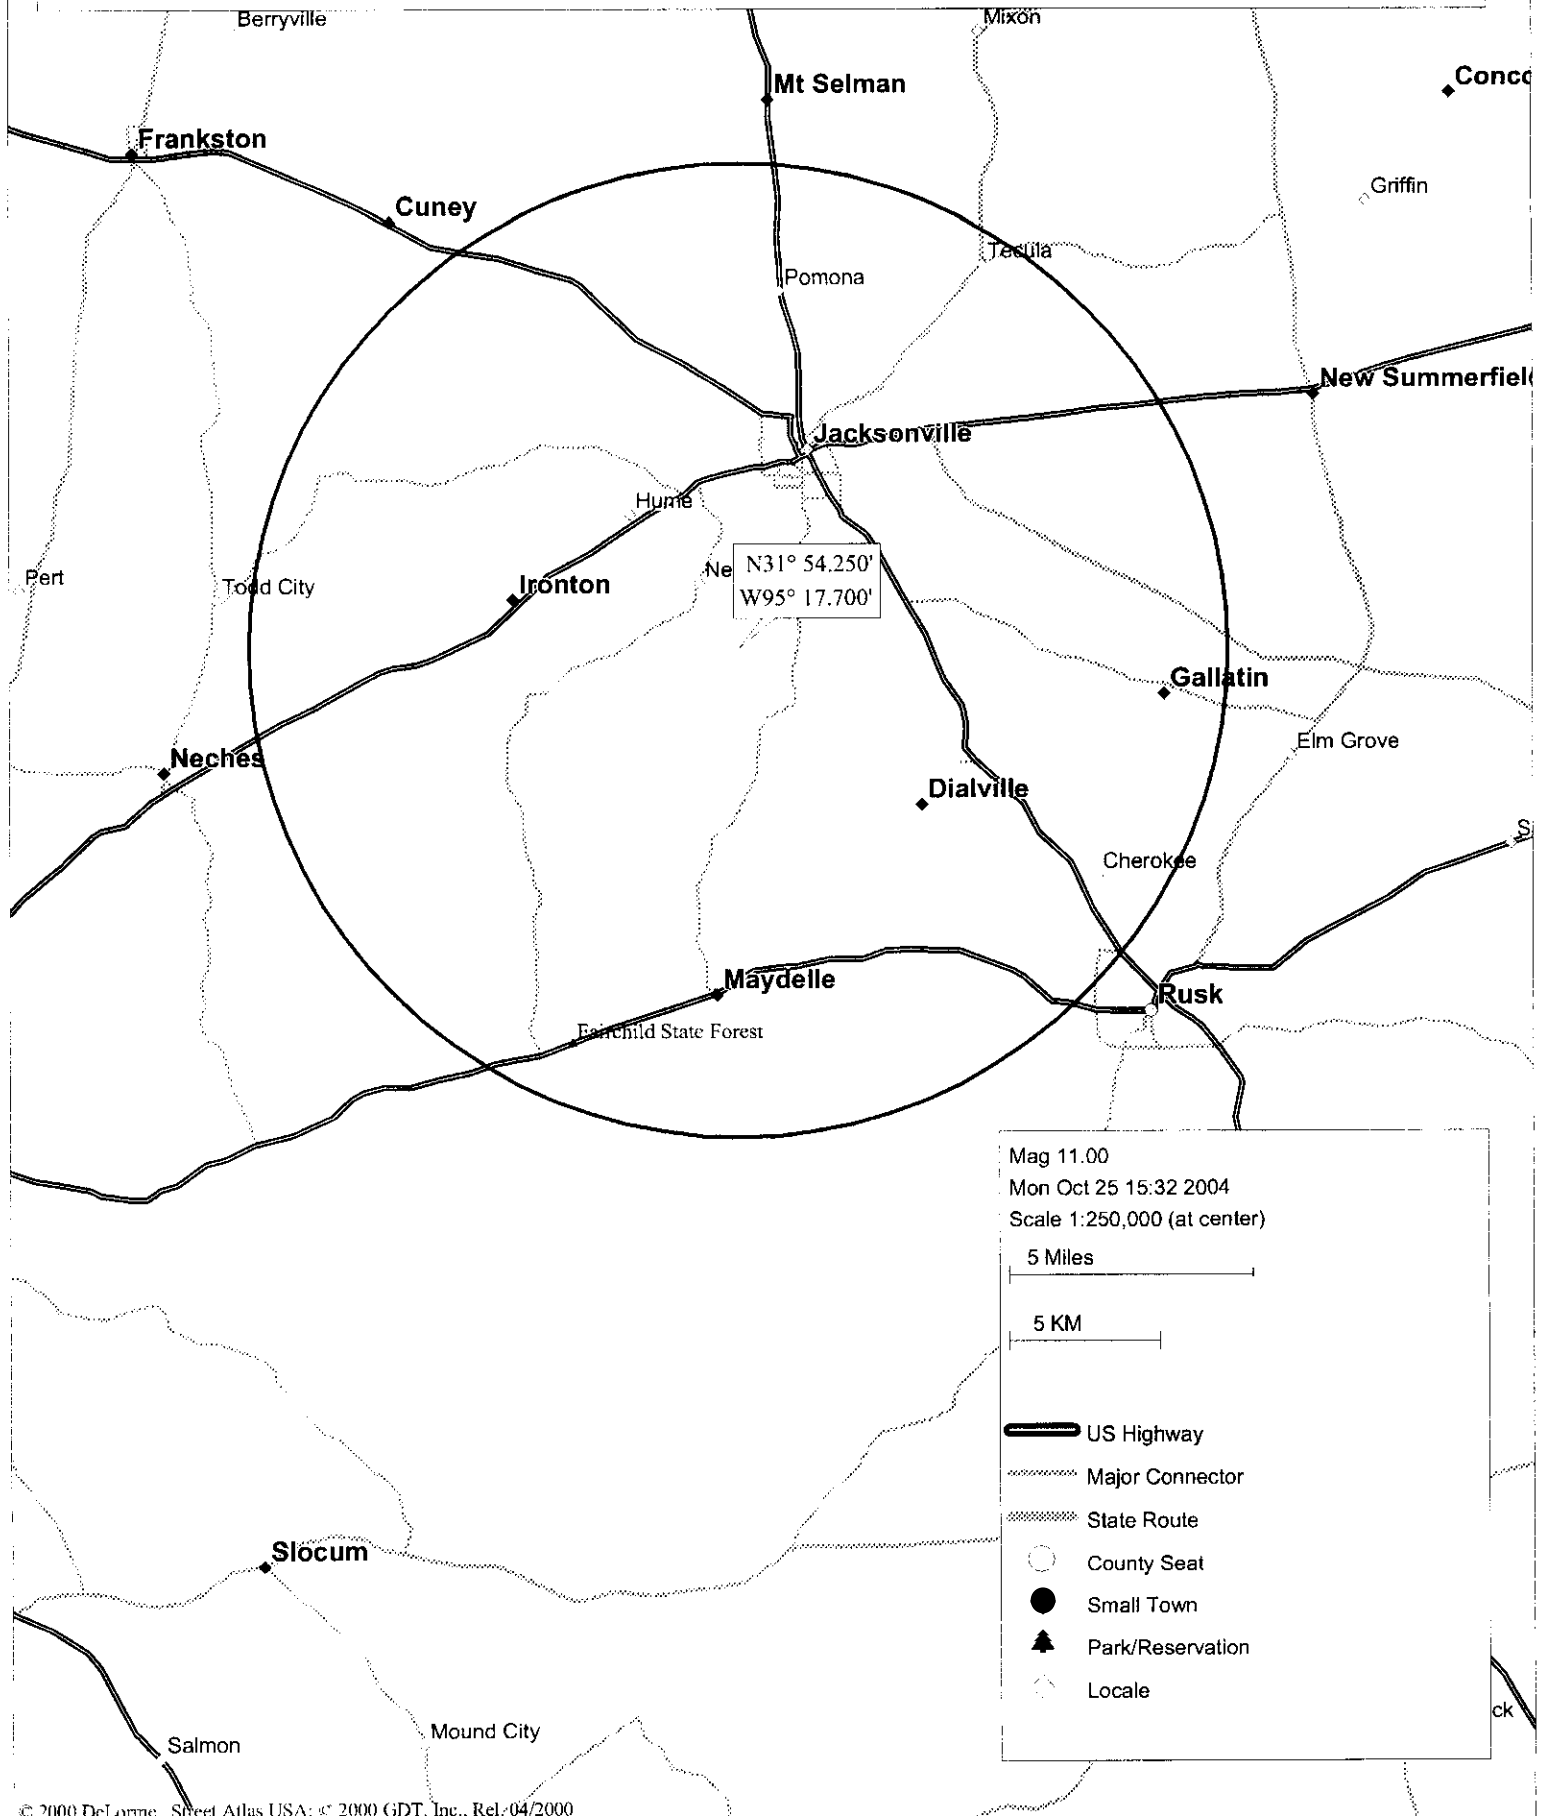 Berryville
Mixon
Mt Selman
Conco
Frankston
Griffin
Cuney
Tecula
Pomona
New Summerfield
Jacksonville
Hume
Ne
N31° 54.250'
W95° 17.700'
Pert
Todd City
Ironton
Gallatin
Elm Grove
Neches
Dialville
S
Cherokee
Maydelle
Rusk
Fairchild State Forest
Mag 11.00
Mon Oct 25 15:32 2004
Scale 1:250,000 (at center)
5 Miles
5 KM
US Highway
Major Connector
State Route
Slocum
County Seat
Small Town
Park/Reservation
Locale
ck
Mound City
Salmon
© 2000 DeLorme. Street Atlas USA; © 2000 GDT, Inc., Rel. 04/2000